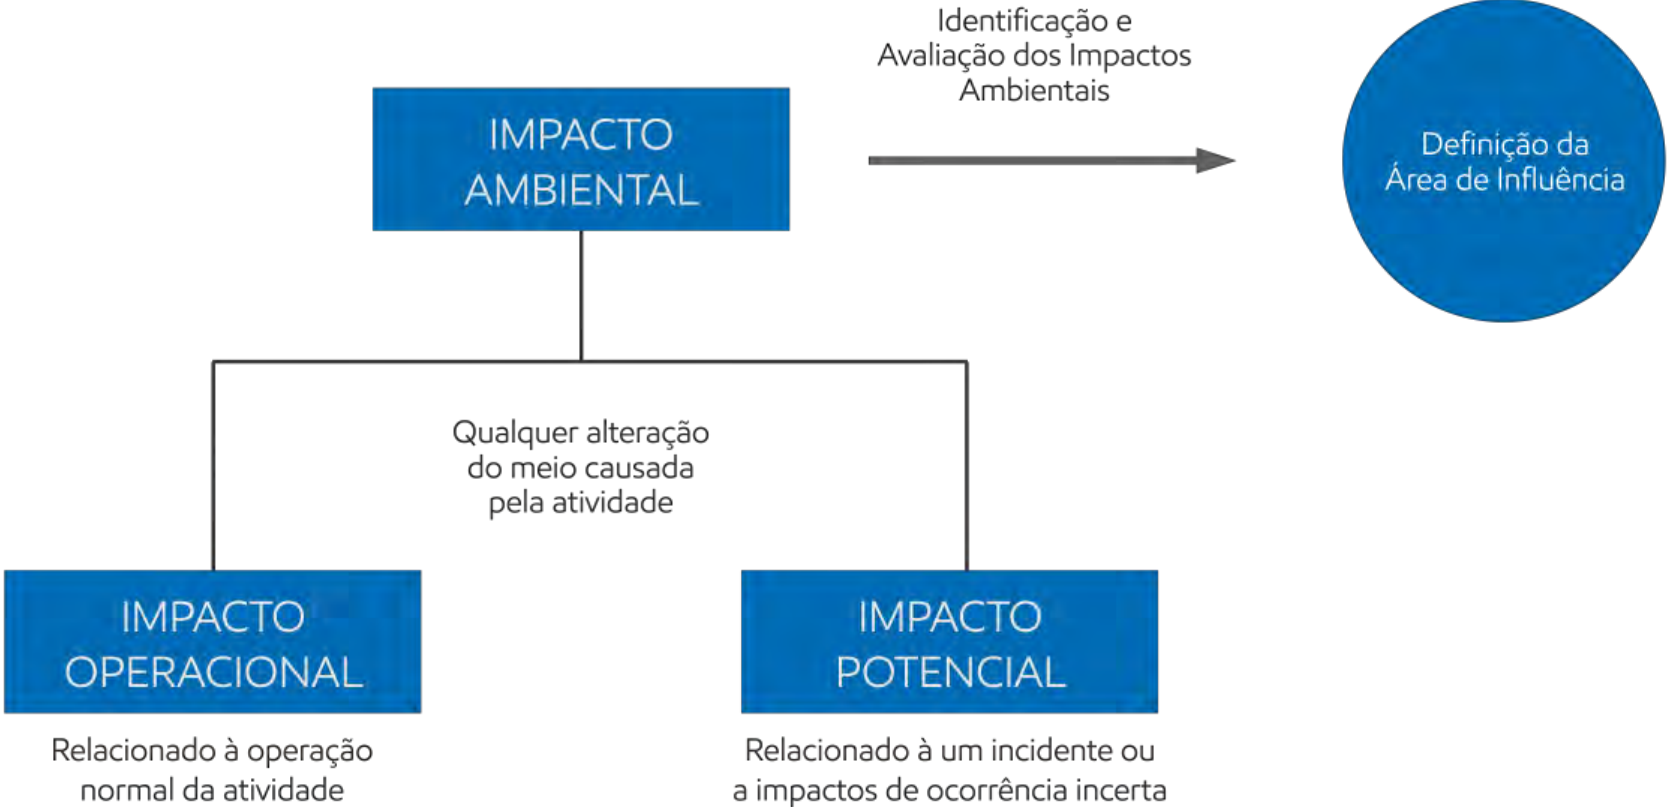 Identificação e
Avaliação dos Impactos
Ambientais
IMPACTO
AMBIENTAL
Definição da
Área de Influência
Qualquer alteração
do meio causada
pela atividade
IMPACTO
OPERACIONAL
Relacionado à operação
normal da atividade
IMPACTO
POTENCIAL
Relacionado à um incidente ou
a impactos de ocorrência incerta